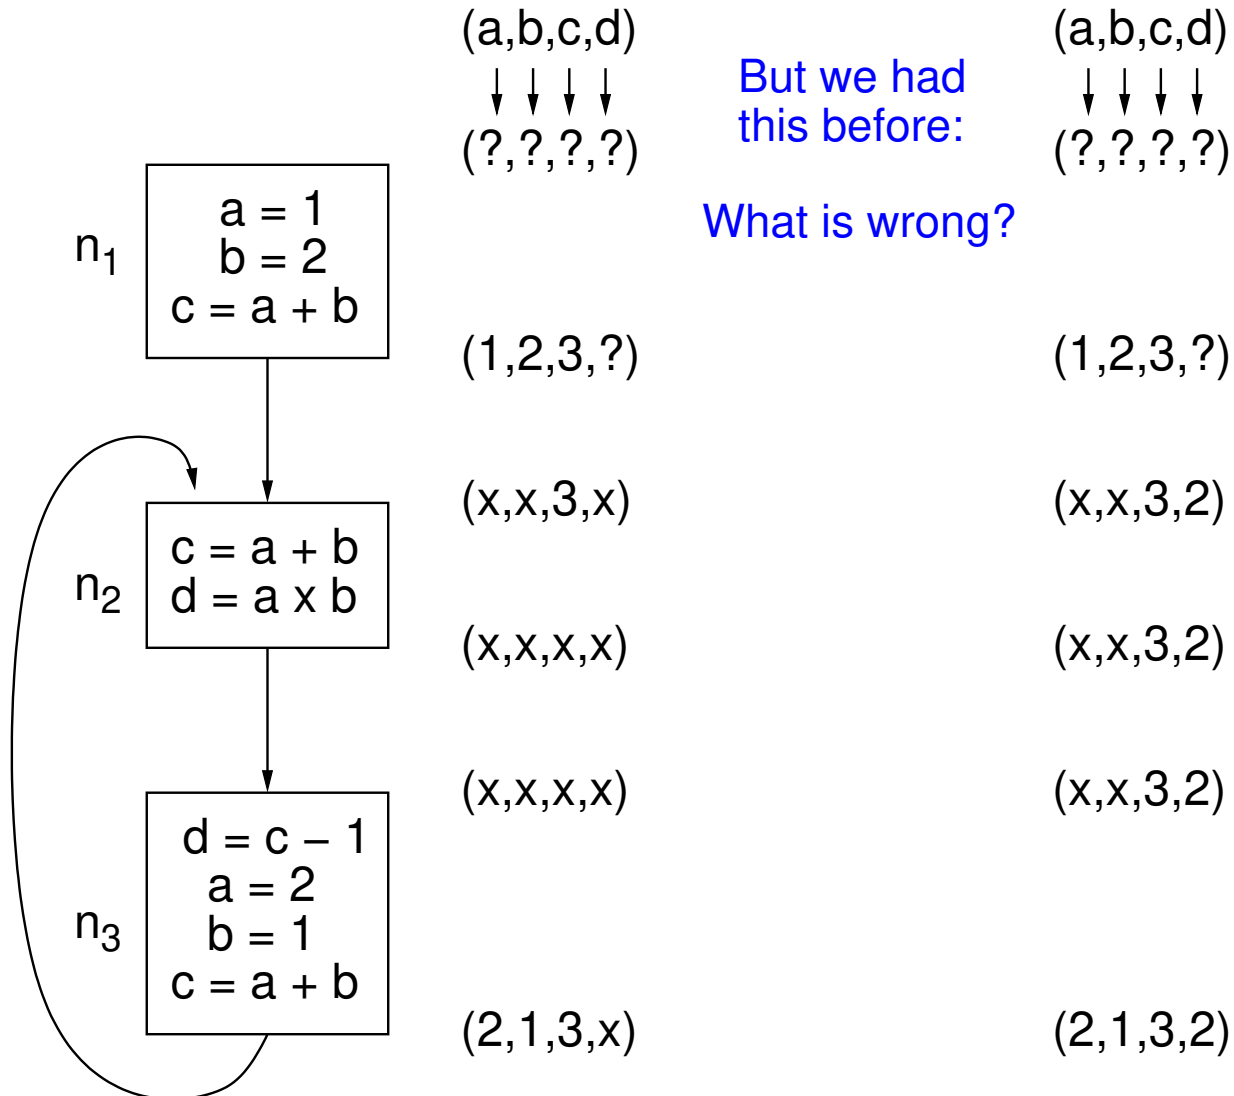 (a,b,c,d)
(?,?,?,?)
But we had
this before:
What is wrong?
(a,b,c,d)
(?,?,?,?)
n1
a = 1
b = 2
c = a + b
(1,2,3,?)
(1,2,3,?)
(x,x,3,x)
(x,x,3,2)
n2
c = a + b
d = a x b
(x,x,x,x)
(x,x,3,2)
(x,x,x,x)
(x,x,3,2)
n3
d = c − 1
a = 2
b = 1
c = a + b
(2,1,3,x)
(2,1,3,2)